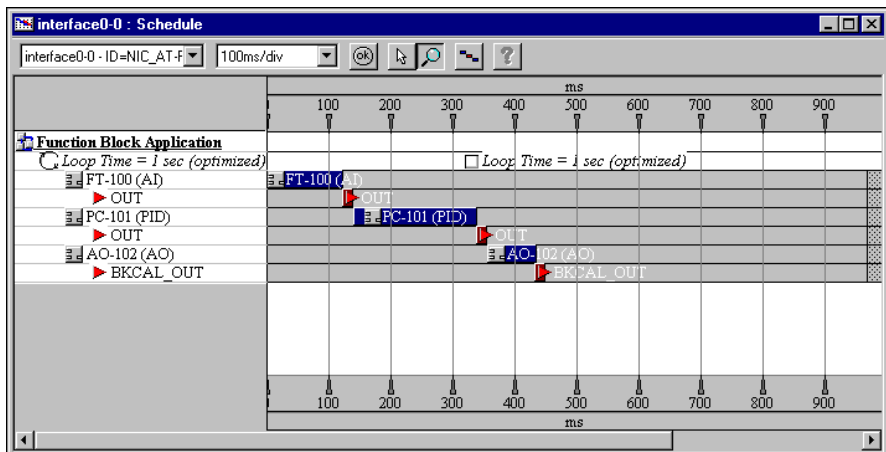 interface0-0 : Schedule
interface0-0 - ID=NIC_AT-F 100ms/div ok ?
ms
100 200 300 400 500 600 700 800 900
Function Block Application
Loop Time = 1 sec (optimized) Loop Time = 1 sec (optimized)
FT-100 (AI) FT-100 (AI)
OUT OUT
PC-101 (PID) PC-101 (PID)
OUT OUT
AO-102 (AO) AO-102 (AO)
BKCAL_OUT BKCAL_OUT
100 200 300 400 500 600 700 800 900
ms